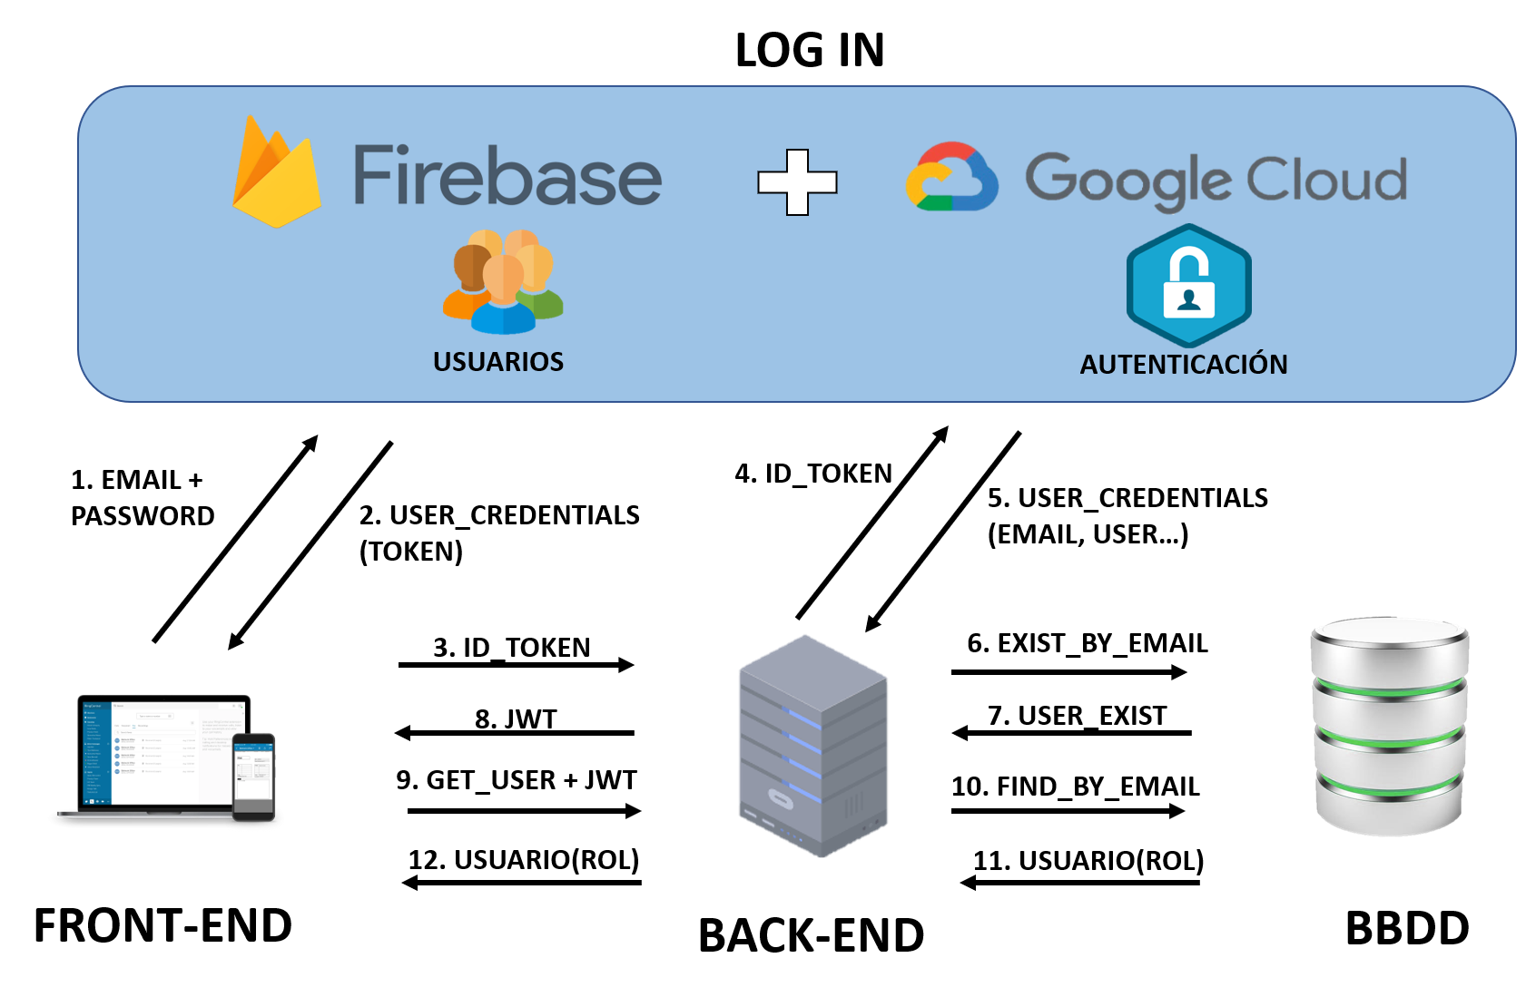 LOG IN
Firebase
Google Cloud
USUARIOS
AUTENTICACIÓN
1. EMAIL +
PASSWORD
2. USER_CREDENTIALS
(TOKEN)
4. ID_TOKEN
5. USER_CREDENTIALS
(EMAIL, USER...)
3. ID_TOKEN
6. EXIST_BY_EMAIL
8. JWT
7. USER_EXIST
9. GET_USER + JWT
10. FIND_BY_EMAIL
12. USUARIO(ROL)
11. USUARIO(ROL)
FRONT-END
BACK-END
BBDD